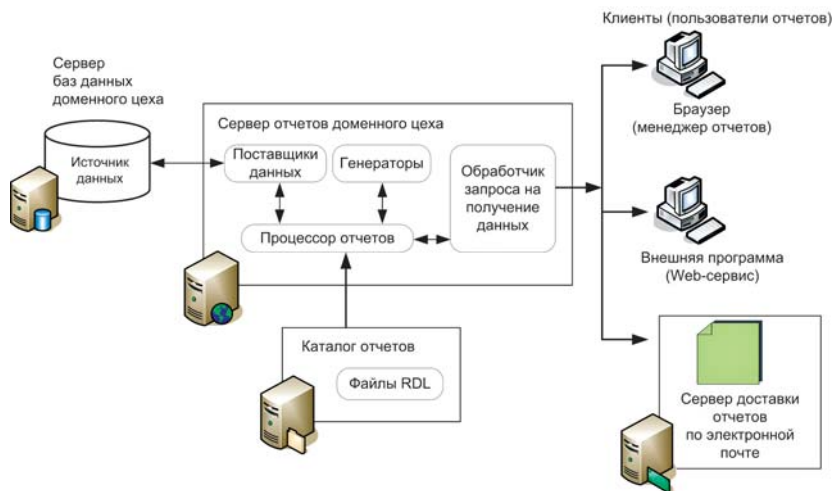 Клиенты (пользователи отчетов)
Сервер
баз данных
доменного цеха
Источник
данных
Сервер отчетов доменного цеха
Поставщики
данных
Генераторы
Обработчик
запроса на
получение
данных
Процессор отчетов
Браузер
(менеджер отчетов)
Внешняя программа
(Web-сервис)
Каталог отчетов
Файлы RDL
Сервер доставки
отчетов
по электронной
почте